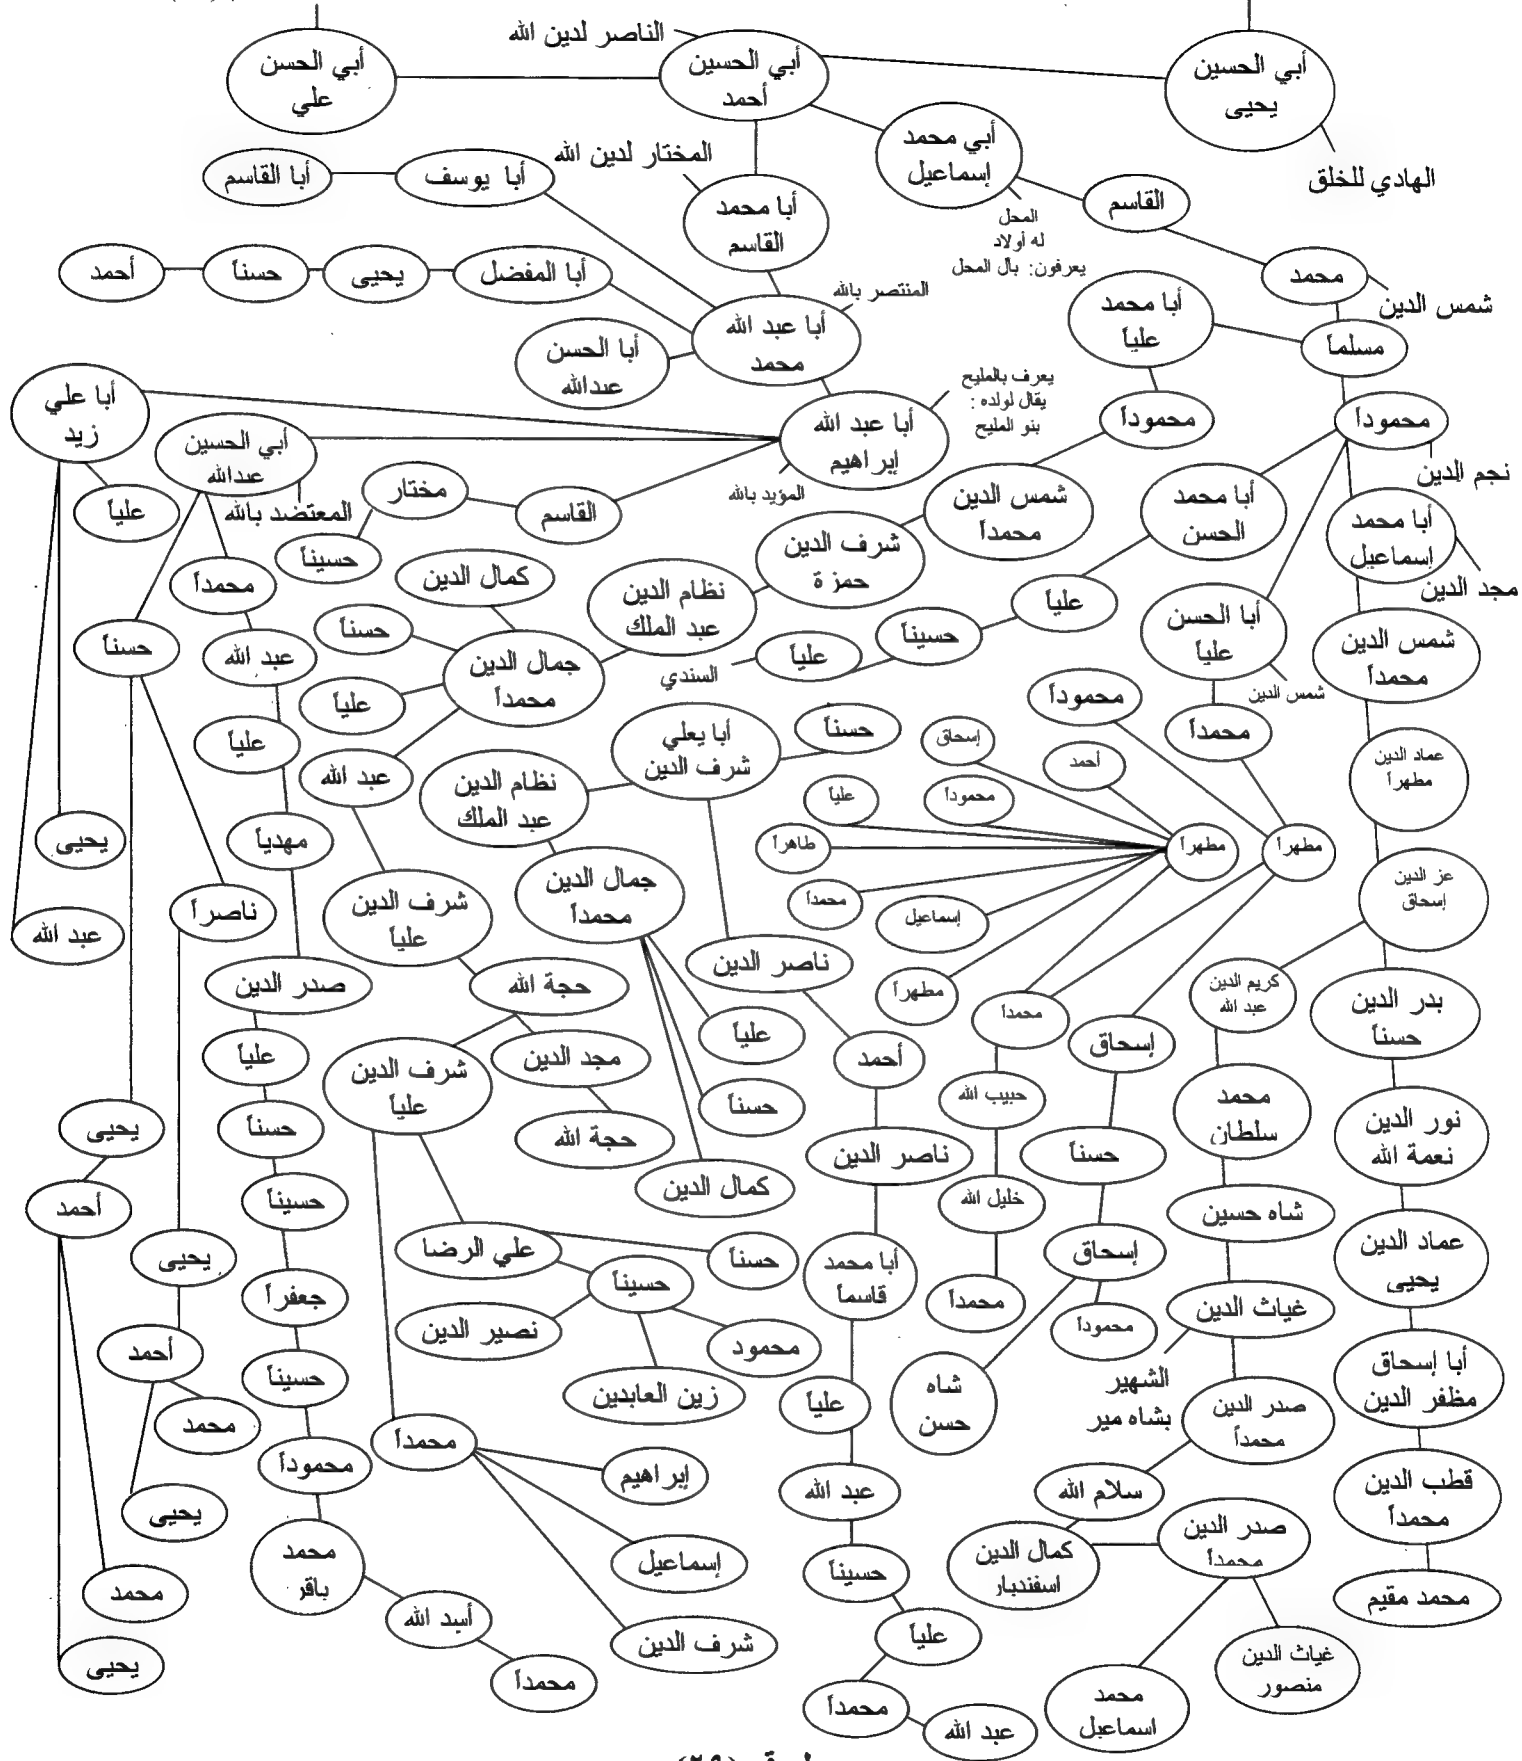 الناصر لدين الله
أبي الحسن
علي
أبي الحسين
أحمد
أبي الحسين
يحيى
الهادي للخلق
المختار لدين الله
أبي محمد
إسماعيل
المحل
له أولاد
يعرفون: بآل المحل
القاسم
أبا القاسم
أبا يوسف
أبا محمد
القاسم
محمد
شمس الدين
أحمد
حسناً
يحيى
أبا المفضل
المنتصر بالله
أبا عبد الله
محمد
أبا محمد
علياً
مسلماً
أبا الحسن
عبدالله
أبا علي
زيد
أبي الحسين
عبدالله
المعتضد بالله
أبا عبد الله
إبراهيم
يعرف بالمليح
يقال لولده :
بنو المليح
المؤيد بالله
محموداً
محموداً
نجم الدين
علياً
مختار
القاسم
شمس الدين
محمداً
أبا محمد
الحسن
أبا محمد
إسماعيل
مجد الدين
حسيناً
شرف الدين
حمزة
محمداً
كمال الدين
نظام الدين
عبد الملك
علياً
حسيناً
أبا الحسن
علياً
شمس الدين
شمس الدين
محمداً
حسناً
عبد الله
حسناً
جمال الدين
محمداً
السندي
علياً
علياً
محموداً
محمداً
علياً
أبا يعلي
شرف الدين
حسناً
إسحاق
أحمد
عماد الدين
مطهراً
عبد الله
نظام الدين
عبد الملك
علياً
محموداً
يحيى
مهدياً
طاهراً
مطهراً
مطهراً
جمال الدين
محمداً
محمداً
إسماعيل
عز الدين
إسحاق
عبد الله
ناصراً
شرف الدين
علياً
ناصر الدين
صدر الدين
حجة الله
مطهراً
محمداً
كريم الدين
عبد الله
بدر الدين
حسناً
علياً
شرف الدين
علياً
مجد الدين
علياً
أحمد
إسحاق
يحيى
حسناً
حجة الله
حسناً
حبيب الله
محمد
سلطان
نور الدين
نعمة الله
أحمد
حسيناً
كمال الدين
ناصر الدين
حسناً
خليل الله
شاه حسين
يحيى
علي الرضا
حسناً
أبا محمد
قاسماً
إسحاق
عماد الدين
يحيى
جعفراً
نصير الدين
حسيناً
محمداً
محموداً
غياث الدين
الشهير
بشاه مير
أحمد
محمد
حسيناً
محمود
زين العابدين
علياً
شاه
حسن
صدر الدين
محمداً
أبا إسحاق
مظفر الدين
يحيى
محموداً
محمداً
إبراهيم
عبد الله
سلام الله
قطب الدين
محمداً
محمد
محمد
باقر
إسماعيل
حسيناً
كمال الدين
اسفنديار
صدر الدين
محمداً
محمد مقيم
يحيى
أسد الله
شرف الدين
علياً
محمداً
محمداً
عبد الله
محمد
اسماعيل
غياث الدين
منصور